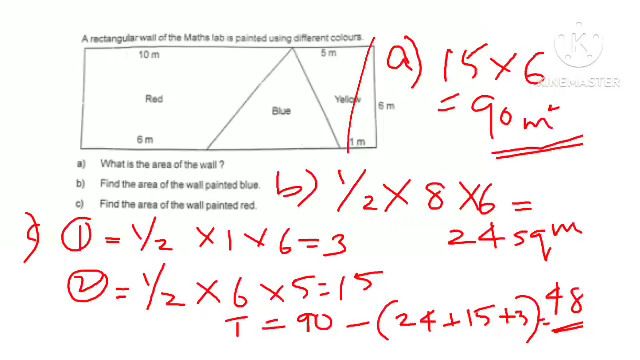 A rectangular wall of the Maths lab is painted using different colours.
10 m
5 m
Red
Blue
Yellow
6 m
6 m
1 m
a) What is the area of the wall ?
b) Find the area of the wall painted blue.
c) Find the area of the wall painted red.
a) 15 × 6
= 90 m²
KINEMASTER
b) 1/2 × 8 × 6 =
24 sqm
c) ① = 1/2 × 1 × 6 = 3
② = 1/2 × 6 × 5 = 15
T = 90 - (24+15+3) = 48